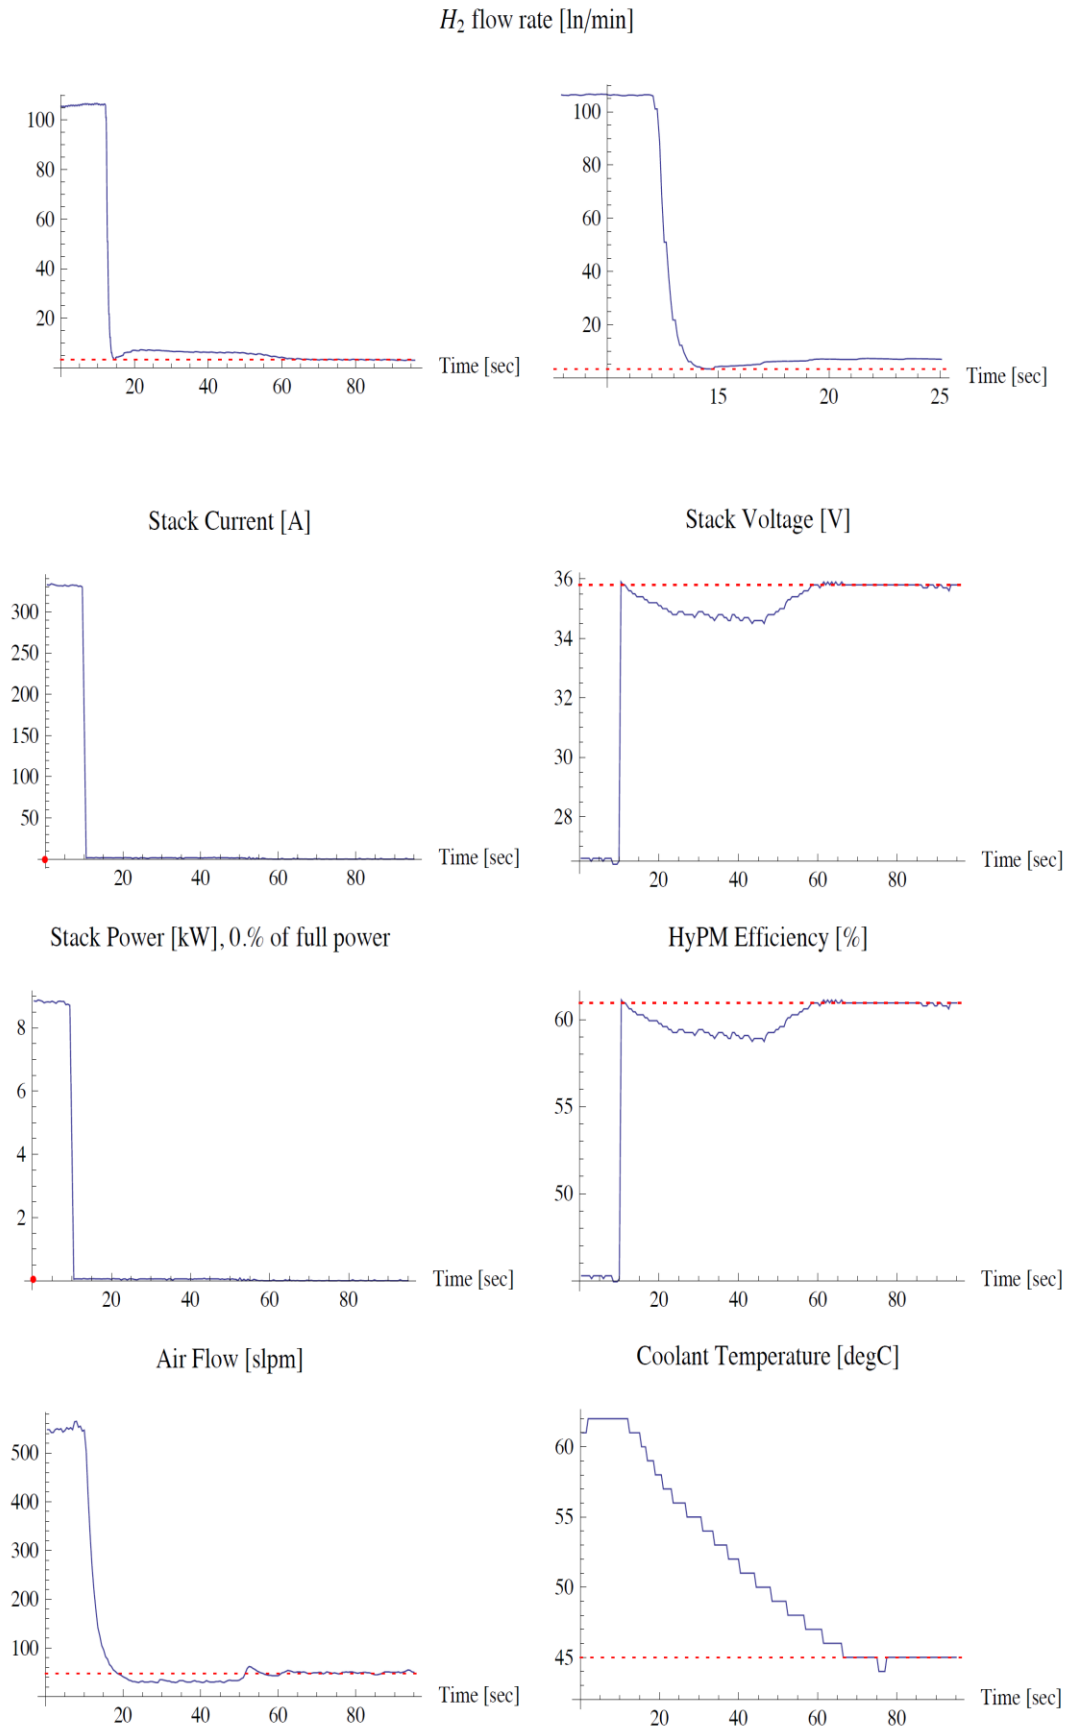 H2 flow rate [ln/min]
100
80
60
40
20
20 40 60 80
Time [sec]
100
80
60
40
20
15 20 25
Time [sec]
Stack Current [A]
300
250
200
150
100
50
20 40 60 80
Time [sec]
Stack Voltage [V]
36
34
32
30
28
20 40 60 80
Time [sec]
Stack Power [kW], 0.% of full power
8
6
4
2
20 40 60 80
Time [sec]
HyPM Efficiency [%]
60
55
50
20 40 60 80
Time [sec]
Air Flow [slpm]
500
400
300
200
100
20 40 60 80
Time [sec]
Coolant Temperature [degC]
60
55
50
45
20 40 60 80
Time [sec]